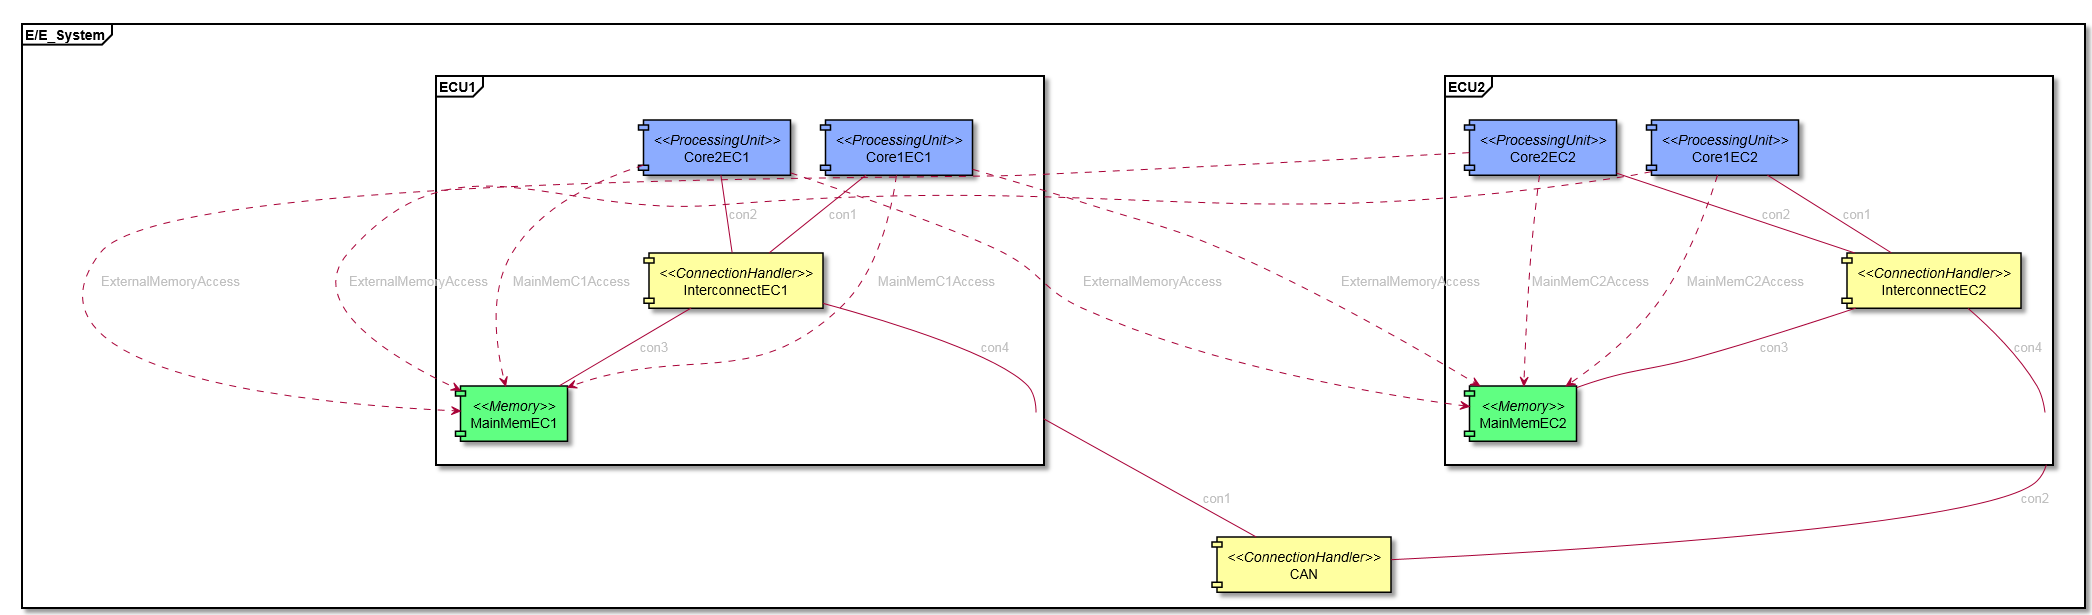 E/E_System
ECU1
ECU2
<<ProcessingUnit>>
Core2EC1
<<ProcessingUnit>>
Core1EC1
<<ProcessingUnit>>
Core2EC2
<<ProcessingUnit>>
Core1EC2
con2
con1
con2
con1
ExternalMemoryAccess
ExternalMemoryAccess
MainMemC1Access
<<ConnectionHandler>>
InterconnectEC1
MainMemC1Access
ExternalMemoryAccess
ExternalMemoryAccess
MainMemC2Access
MainMemC2Access
<<ConnectionHandler>>
InterconnectEC2
con3
con4
con3
con4
<<Memory>>
MainMemEC1
<<Memory>>
MainMemEC2
con1
con2
<<ConnectionHandler>>
CAN